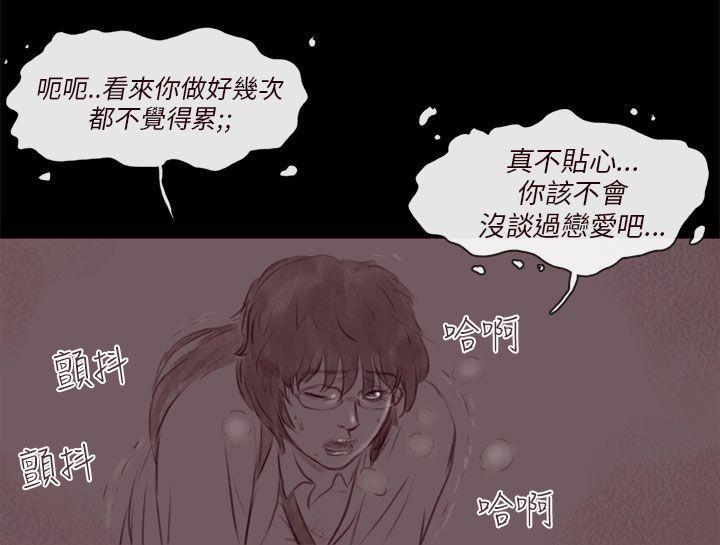 呃呃..看來你做好幾次
都不覺得累;;
真不貼心...
你該不會
沒談過戀愛吧...
哈啊
顫抖
顫抖
哈啊